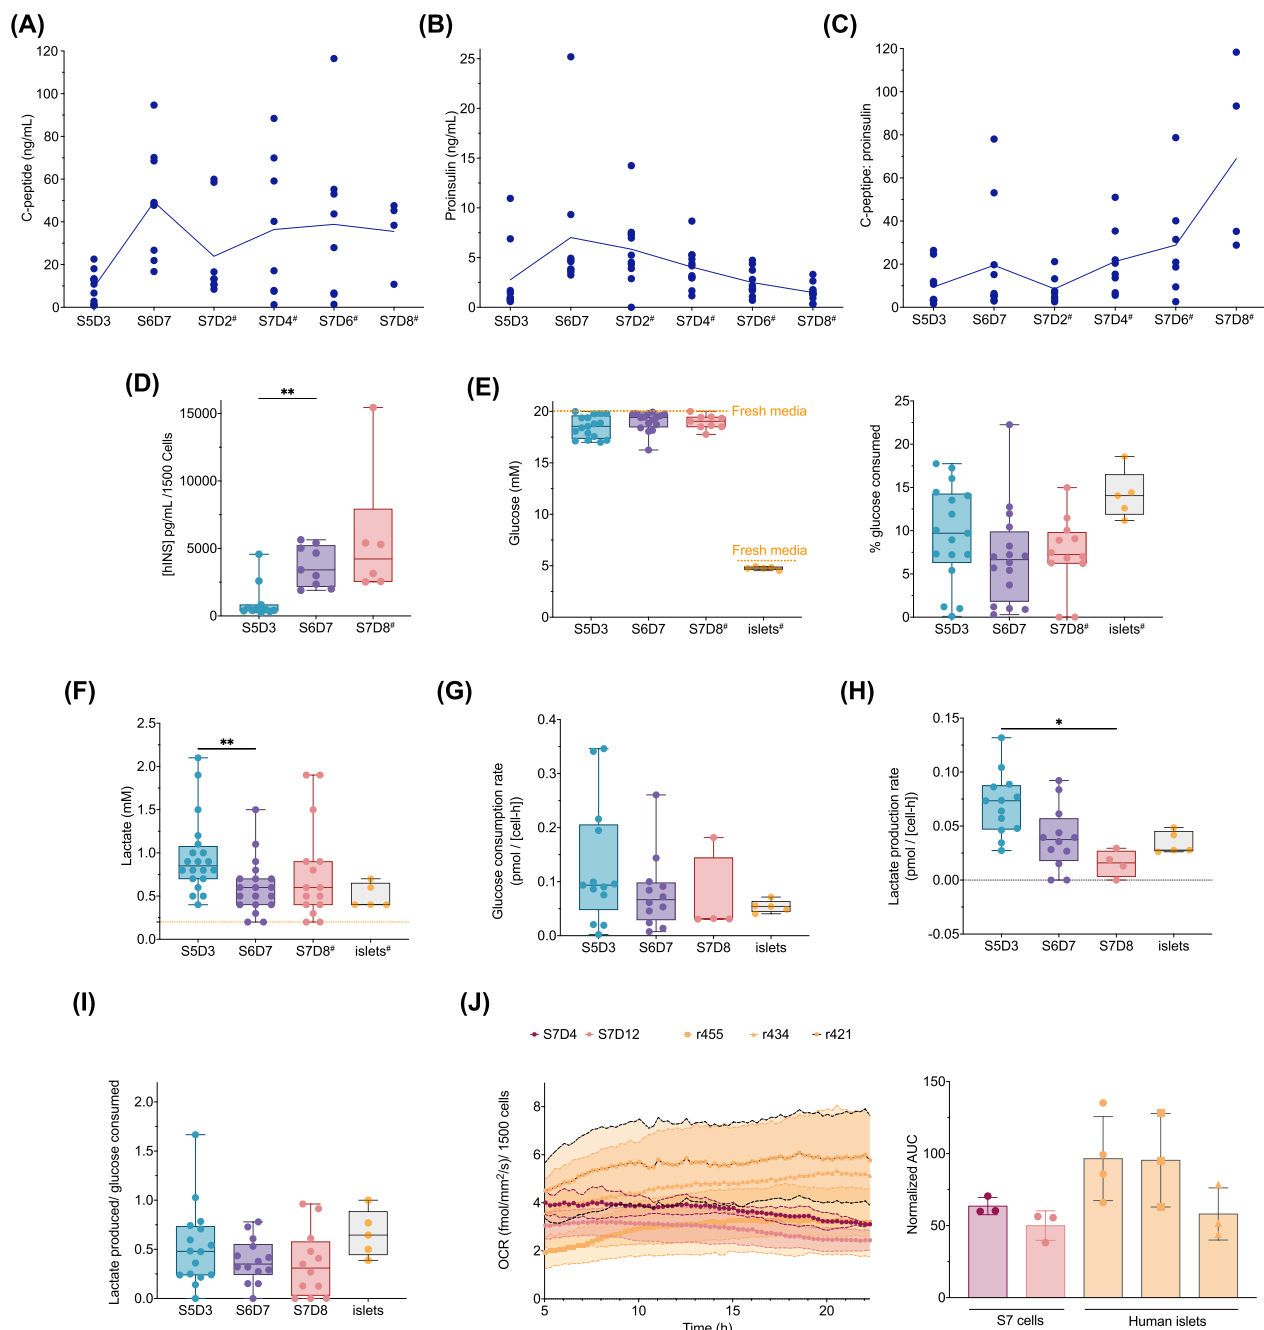 (A)
C-peptide (ng/mL)
120
100
80
60
40
20
0
S5D3 S6D7 S7D2# S7D4# S7D6# S7D8#
(B)
Proinsulin (ng/mL)
25
20
15
10
5
0
S5D3 S6D7 S7D2# S7D4# S7D6# S7D8#
(C)
C-peptipe: proinsulin
120
100
80
60
40
20
0
S5D3 S6D7 S7D2# S7D4# S7D6# S7D8#
(D)
[hINS] pg/mL /1500 Cells
**
15000
10000
5000
0
S5D3 S6D7 S7D8#
(E)
Glucose (mM)
20
15
10
5
0
Fresh media
Fresh media
S5D3 S6D7 S7D8# islets#
% glucose consumed
25
20
15
10
5
0
S5D3 S6D7 S7D8# islets#
(F)
Lactate (mM)
**
2.5
2.0
1.5
1.0
0.5
0.0
S5D3 S6D7 S7D8# islets#
(G)
Glucose consumption rate
(pmol / [cell-h])
0.4
0.3
0.2
0.1
0.0
S5D3 S6D7 S7D8 islets
(H)
Lactate production rate
(pmol / [cell-h])
*
0.15
0.10
0.05
0.00
-0.05
S5D3 S6D7 S7D8 islets
(I)
Lactate produced/ glucose consumed
2.0
1.5
1.0
0.5
0.0
S5D3 S6D7 S7D8 islets
(J)
S7D4 S7D12 r455 r434 r421
OCR (fmol/mm²/s)/ 1500 cells
8
6
4
2
0
5 10 15 20
Time (h)
Normalized AUC
150
100
50
0
S7 cells Human islets